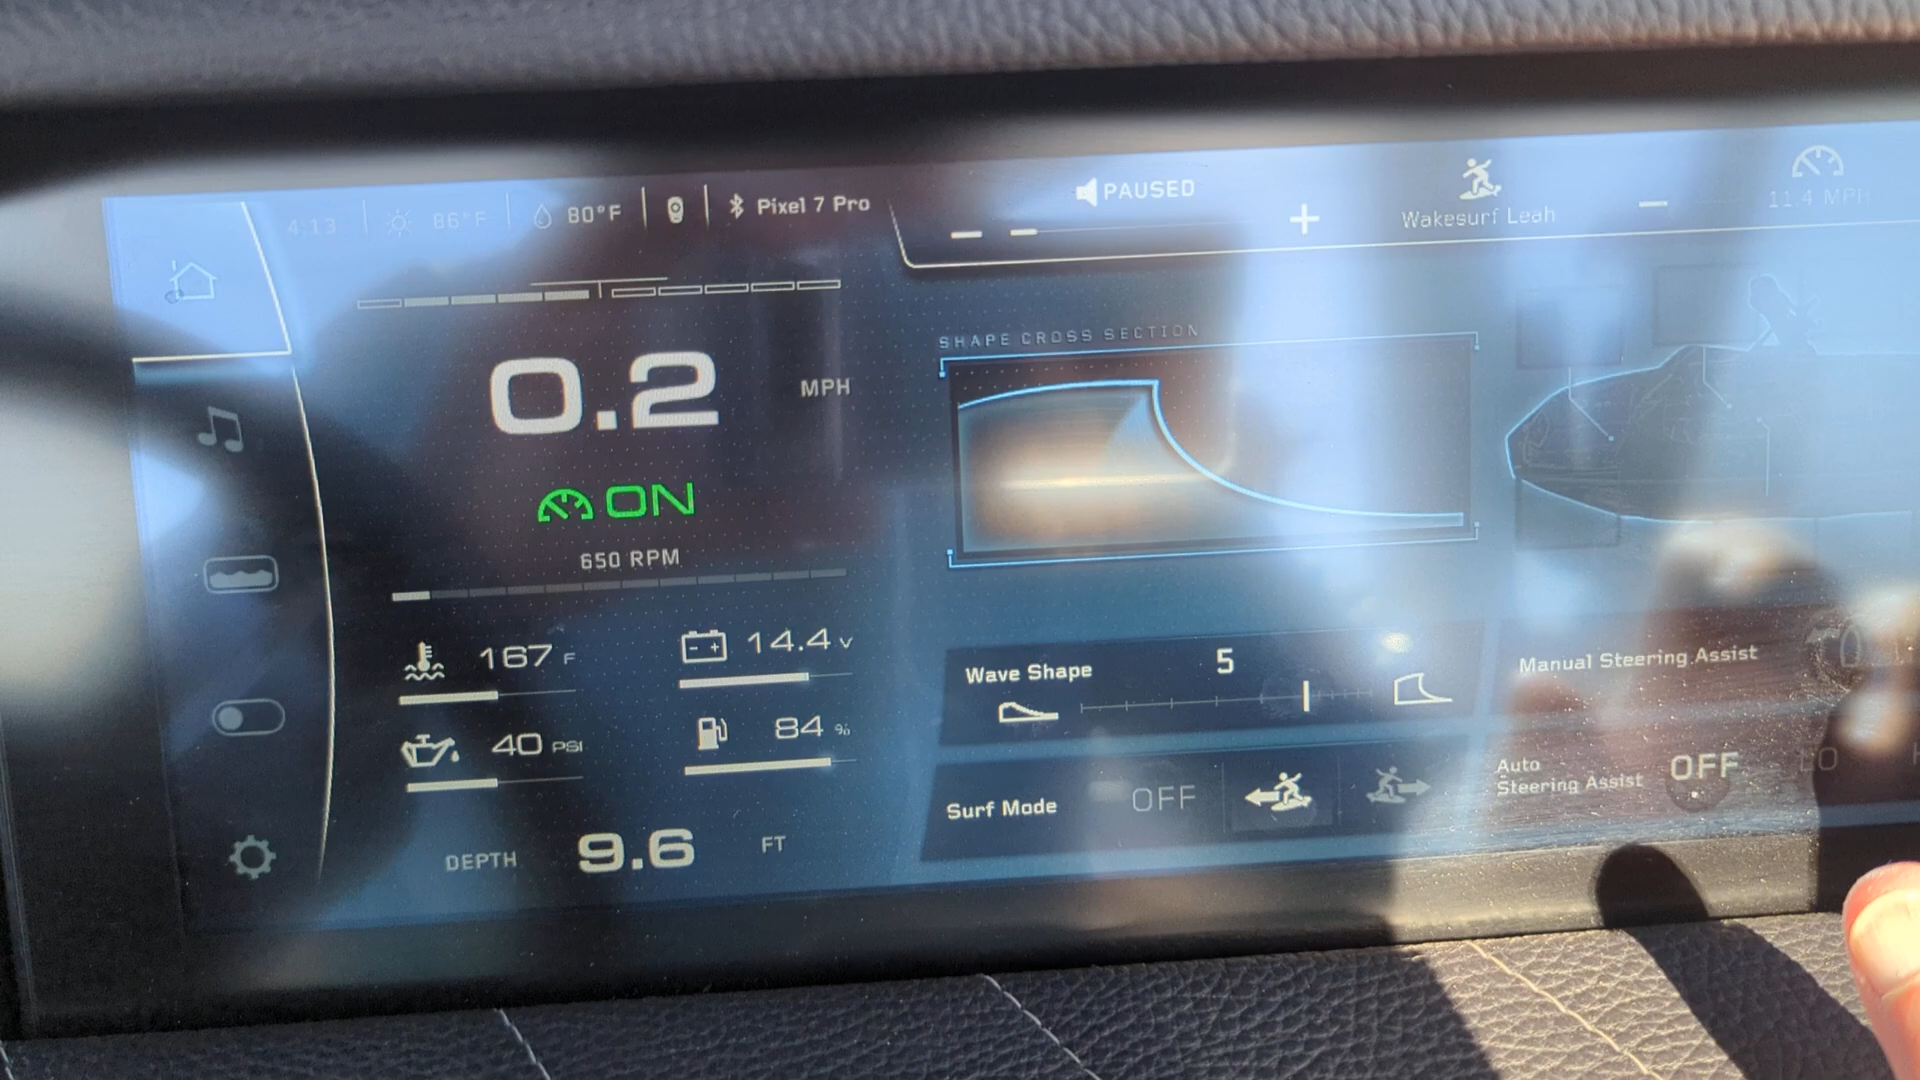 4:13 86°F 80°F Pixel 7 Pro
PAUSED
Wakesurf Leah
11.4 MPH
0.2 MPH
ON
650 RPM
167 F
14.4 V
40 PSI
84 %
DEPTH 9.6 FT
SHAPE CROSS SECTION
Wave Shape 5
Surf Mode OFF
Manual Steering Assist
Auto
Steering Assist OFF LO